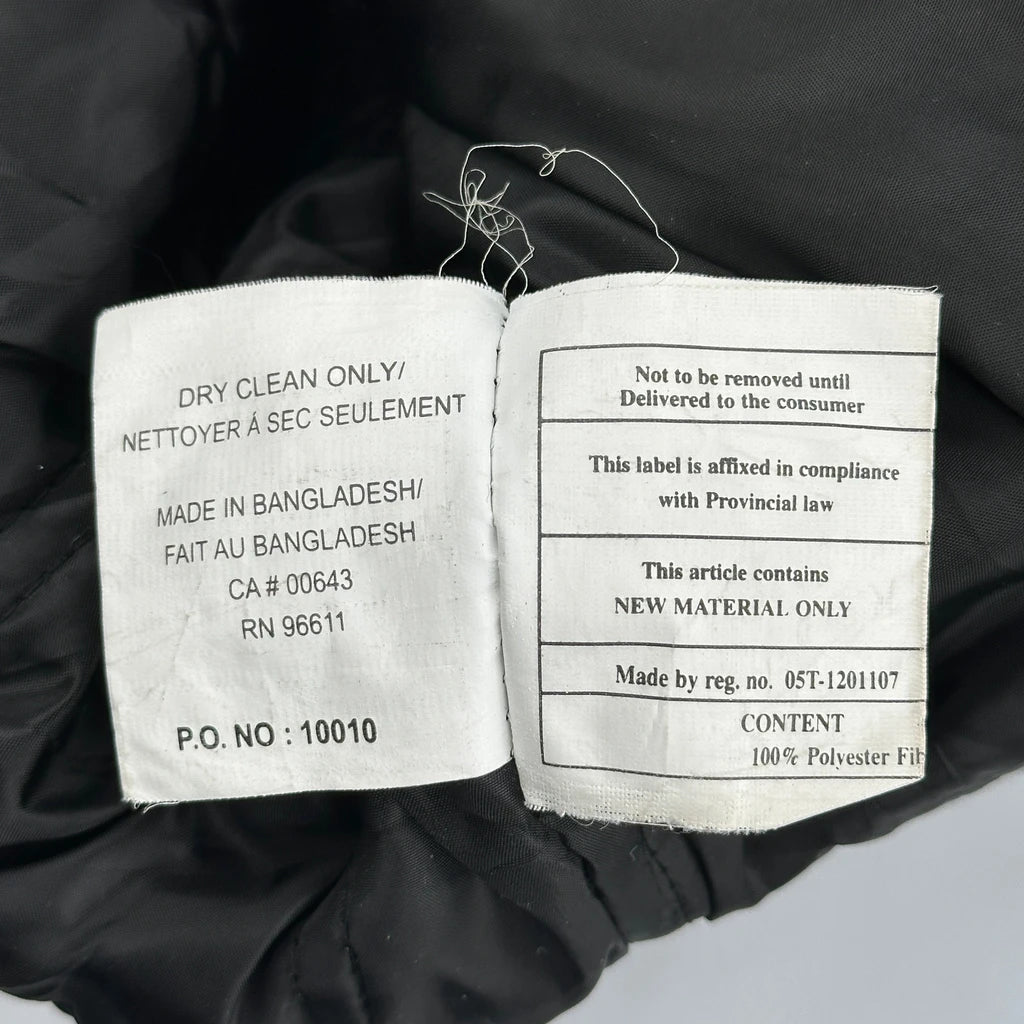 DRY CLEAN ONLY/
NETTOYER Á SEC SEULEMENT
MADE IN BANGLADESH/
FAIT AU BANGLADESH
CA # 00643
RN 96611
P.O. NO : 10010
Not to be removed until
Delivered to the consumer
This label is affixed in compliance
with Provincial law
This article contains
NEW MATERIAL ONLY
Made by reg. no. 05T-1201107
CONTENT
100% Polyester